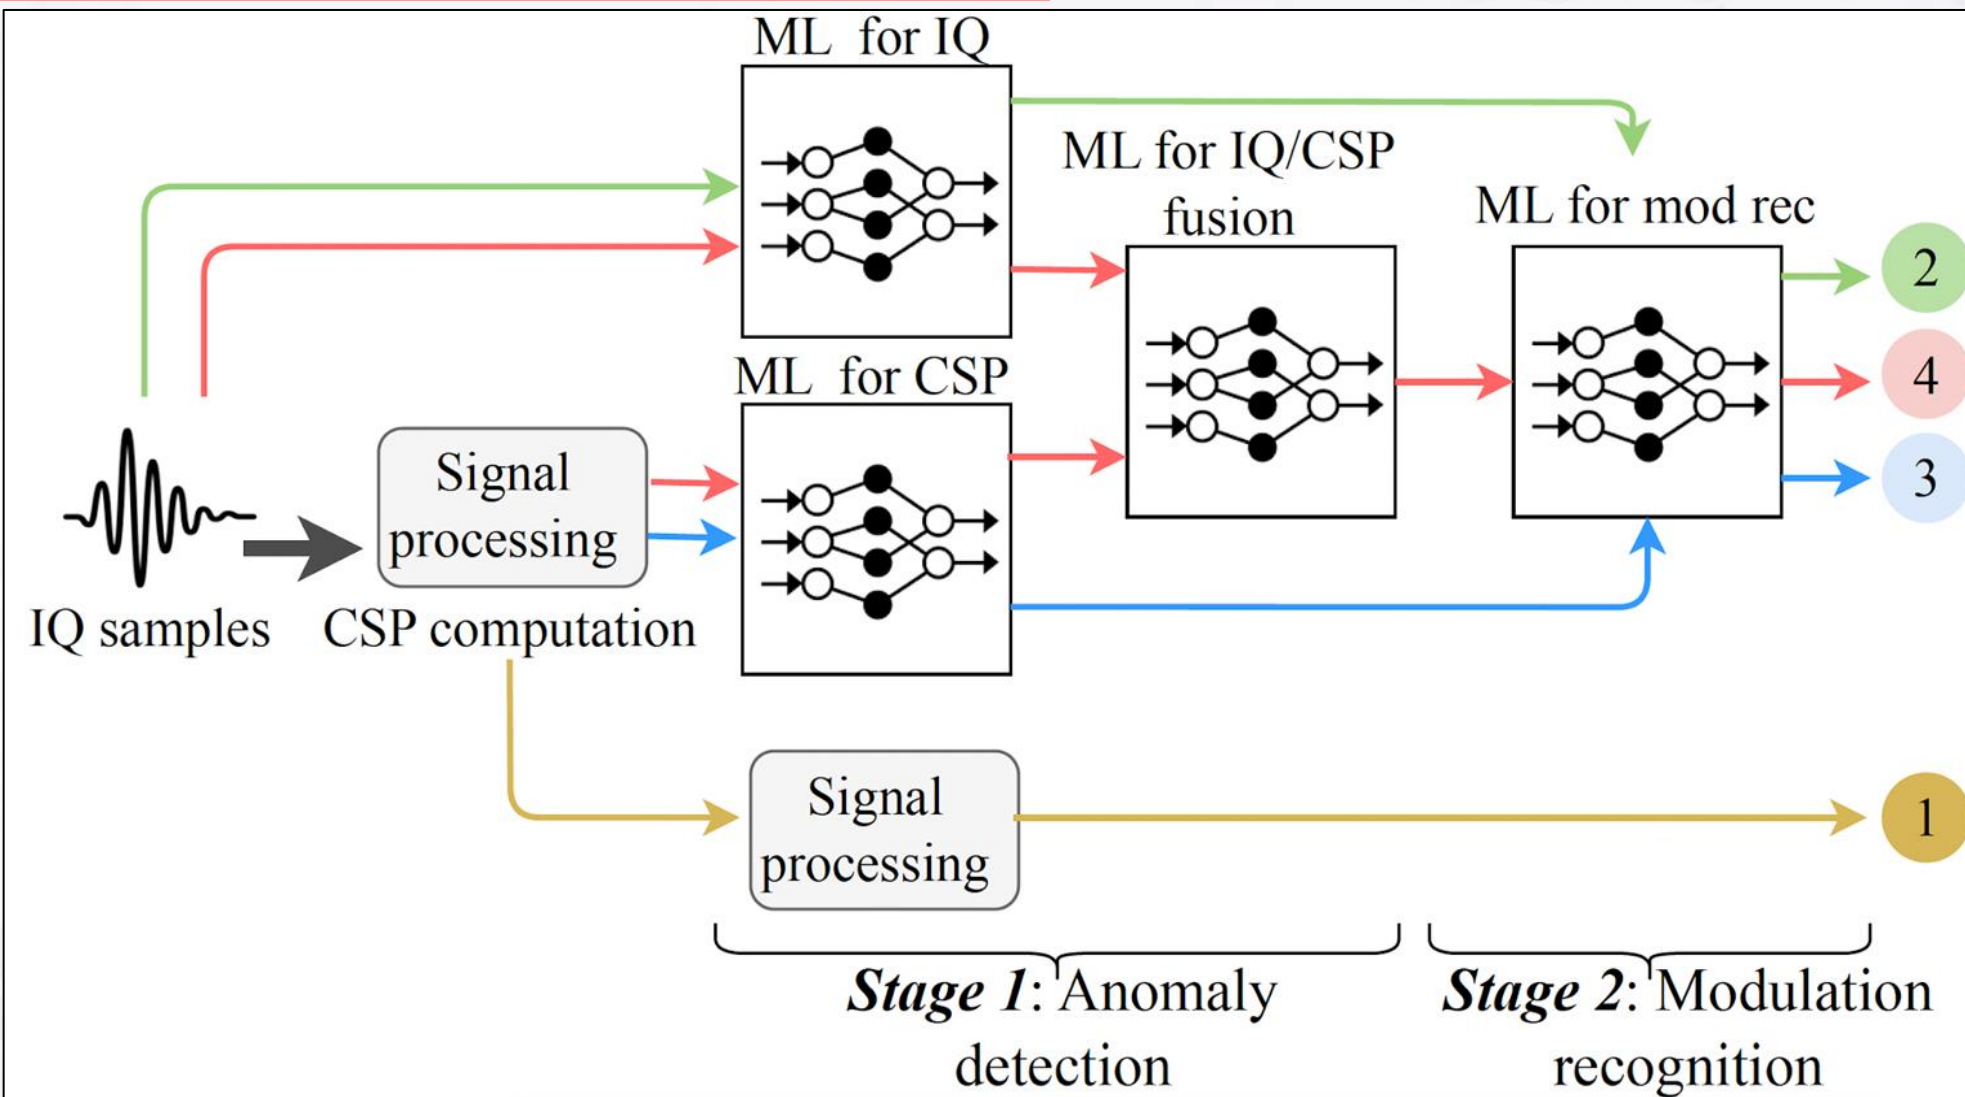 ML for IQ
ML for IQ/CSP
fusion
ML for mod rec
2
4
3
ML for CSP
Signal
processing
IQ samples
CSP computation
Signal
processing
1
Stage 1: Anomaly
detection
Stage 2: Modulation
recognition